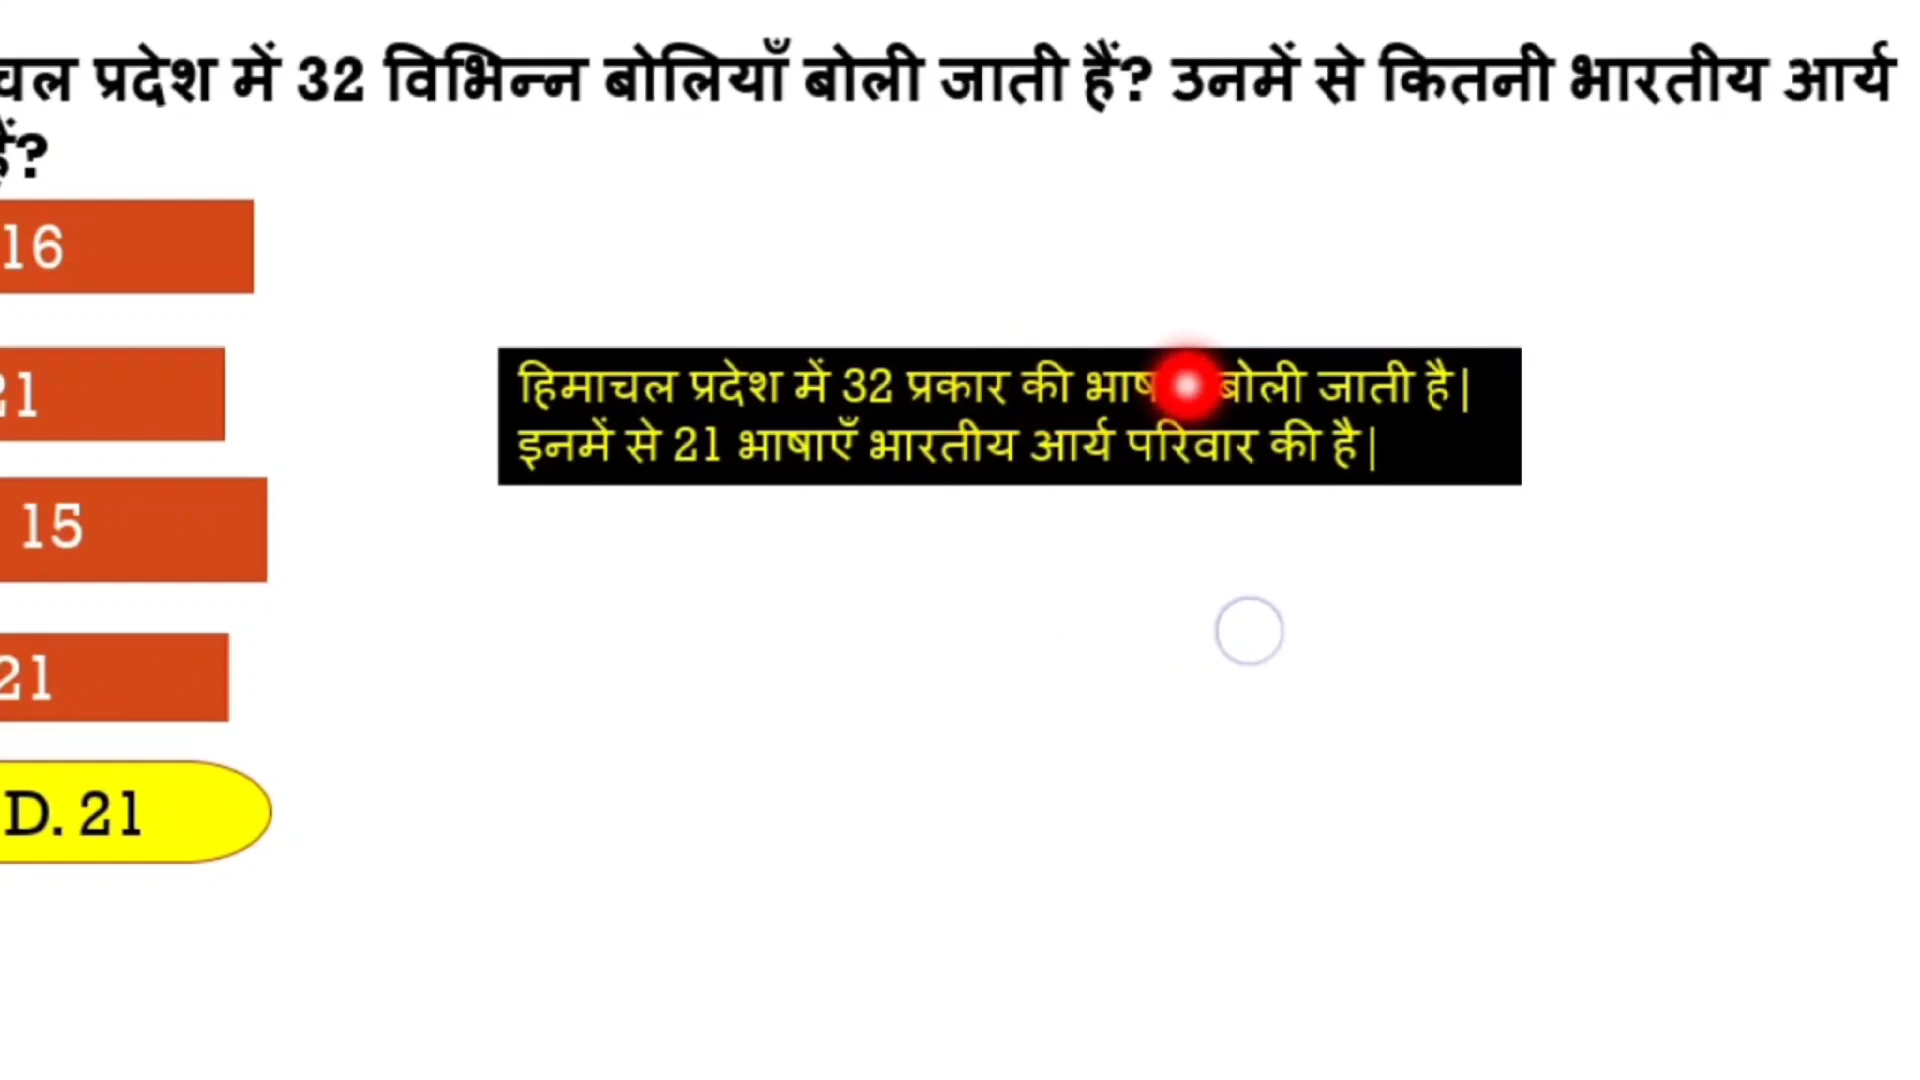 चल प्रदेश में 32 विभिन्न बोलियाँ बोली जाती हैं? उनमें से कितनी भारतीय आर्य
हैं?
16
21
15
21
D. 21
हिमाचल प्रदेश में 32 प्रकार की बोली जाती है|
इनमें से 21 भाषाएँ भारतीय आर्य परिवार की है|